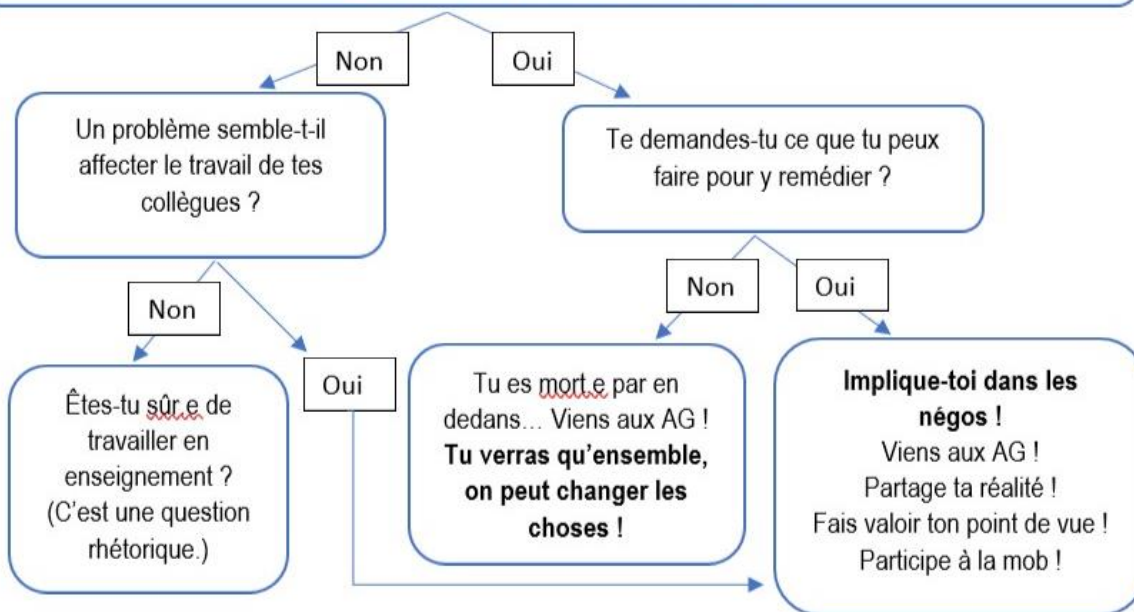 Non
Oui
Un problème semble-t-il
affecter le travail de tes
collègues ?
Te demandes-tu ce que tu peux
faire pour y remédier ?
Non
Oui
Non
Oui
Êtes-tu sûr.e de
travailler en
enseignement ?
(C'est une question
rhétorique.)
Tu es mort.e par en
dedans... Viens aux AG !
Tu verras qu'ensemble,
on peut changer les
choses !
Implique-toi dans les
négos !
Viens aux AG !
Partage ta réalité !
Fais valoir ton point de vue !
Participe à la mob !